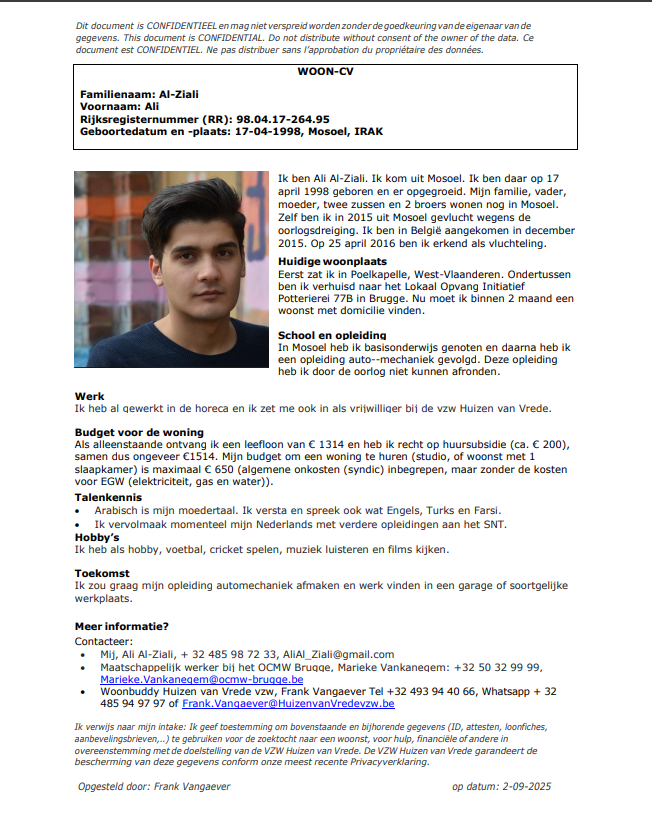 Dit document is CONFIDENTIEEL en mag niet verspreid worden zonder de goedkeuring van de eigenaar van de
gegevens. This document is CONFIDENTIAL. Do not distribute without consent of the owner of the data. Ce
document est CONFIDENTIEL. Ne pas distribuer sans l'approbation du propriétaire des données.
WOON-CV
Familienaam: Al-Ziali
Voornaam: Ali
Rijksregisternummer (RR): 98.04.17-264.95
Geboortedatum en -plaats: 17-04-1998, Mosoel, IRAK
Ik ben Ali Al-Ziali. Ik kom uit Mosoel. Ik ben daar op 17
april 1998 geboren en er opgegroeid. Mijn familie, vader,
moeder, twee zussen en 2 broers wonen nog in Mosoel.
Zelf ben ik in 2015 uit Mosoel gevlucht wegens de
oorlogsdreiging. Ik ben in België aangekomen in december
2015. Op 25 april 2016 ben ik erkend als vluchteling.
Huidige woonplaats
Eerst zat ik in Poelkapelle, West-Vlaanderen. Ondertussen
ben ik verhuisd naar het Lokaal Opvang Initiatief
Potterierei 77B in Brugge. Nu moet ik binnen 2 maand een
woonst met domicilie vinden.
School en opleiding
In Mosoel heb ik basisonderwijs genoten en daarna heb ik
een opleiding auto--mechaniek gevolgd. Deze opleiding
heb ik door de oorlog niet kunnen afronden.
Werk
Ik heb al gewerkt in de horeca en ik zet me ook in als vrijwilliger bij de vzw Huizen van Vrede.
Budget voor de woning
Als alleenstaande ontvang ik een leefloon van € 1314 en heb ik recht op huursubsidie (ca. € 200),
samen dus ongeveer €1514. Mijn budget om een woning te huren (studio, of woonst met 1
slaapkamer) is maximaal € 650 (algemene onkosten (syndic) inbegrepen, maar zonder de kosten
voor EGW (elektriciteit, gas en water)).
Talenkennis
• Arabisch is mijn moedertaal. Ik versta en spreek ook wat Engels, Turks en Farsi.
• Ik vervolmaak momenteel mijn Nederlands met verdere opleidingen aan het SNT.
Hobby's
Ik heb als hobby, voetbal, cricket spelen, muziek luisteren en films kijken.
Toekomst
Ik zou graag mijn opleiding automechaniek afmaken en werk vinden in een garage of soortgelijke
werkplaats.
Meer informatie?
Contacteer:
• Mij, Ali Al-Ziali, + 32 485 98 72 33, AliAl_Ziali@gmail.com
• Maatschappelijk werker bij het OCMW Brugge, Marieke Vankanegem: +32 50 32 99 99,
Marieke.Vankanegem@ocmw-brugge.be
• Woonbuddy Huizen van Vrede vzw, Frank Vangaever Tel +32 493 94 40 66, Whatsapp + 32
485 94 97 97 of Frank.Vangaever@HuizenvanVredevzw.be
Ik verwijs naar mijn intake: Ik geef toestemming om bovenstaande en bijhorende gegevens (ID, attesten, loonfiches,
aanbevelingsbrieven,..) te gebruiken voor de zoektocht naar een woonst, voor hulp, financiële of andere in
overeenstemming met de doelstelling van de VZW Huizen van Vrede. De VZW Huizen van Vrede garandeert de
bescherming van deze gegevens conform onze meest recente Privacyverklaring.
Opgesteld door: Frank Vangaever op datum: 2-09-2025